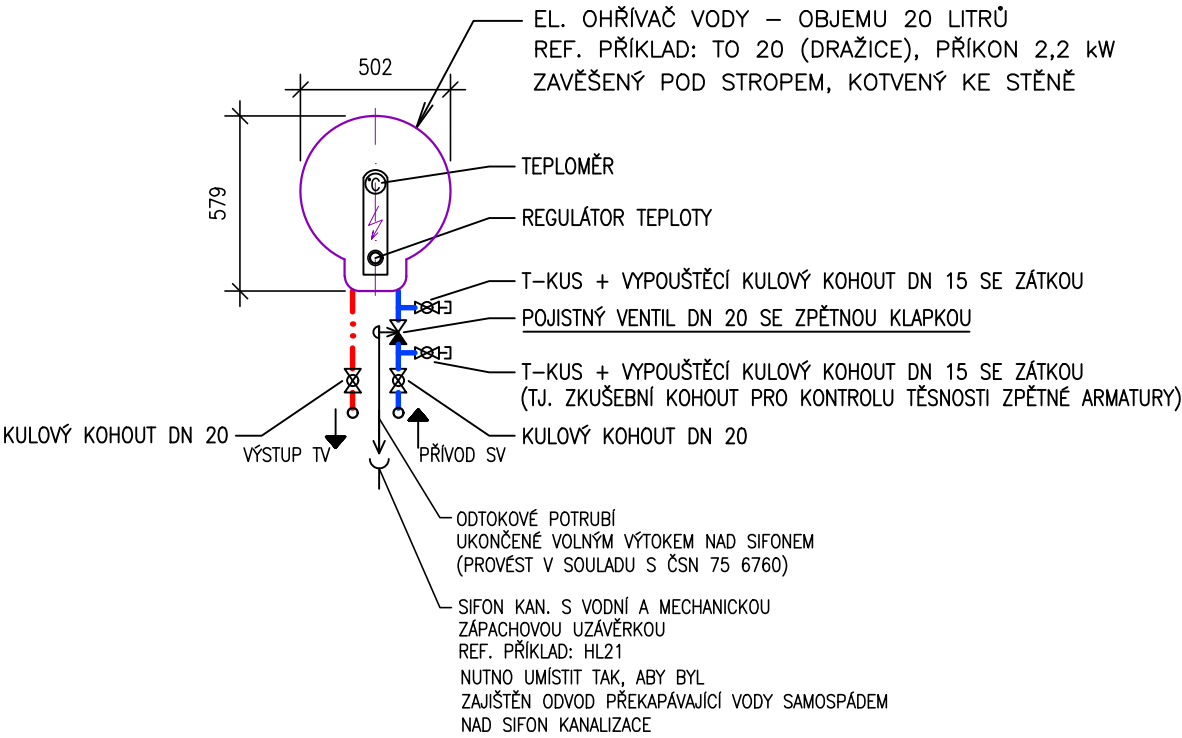 EL. OHŘÍVAČ VODY – OBJEMU 20 LITRŮ
REF. PŘÍKLAD: TO 20 (DRAŽICE), PŘÍKON 2,2 kW
ZAVĚŠENÝ POD STROPEM, KOTVENÝ KE STĚNĚ
502
579
°C
TEPLOMĚR
REGULÁTOR TEPLOTY
T–KUS + VYPOUŠTĚCÍ KULOVÝ KOHOUT DN 15 SE ZÁTKOU
POJISTNÝ VENTIL DN 20 SE ZPĚTNOU KLAPKOU
T–KUS + VYPOUŠTĚCÍ KULOVÝ KOHOUT DN 15 SE ZÁTKOU
(TJ. ZKUŠEBNÍ KOHOUT PRO KONTROLU TĚSNOSTI ZPĚTNÉ ARMATURY)
KULOVÝ KOHOUT DN 20
KULOVÝ KOHOUT DN 20
VÝSTUP TV
PŘÍVOD SV
ODTOKOVÉ POTRUBÍ
UKONČENÉ VOLNÝM VÝTOKEM NAD SIFONEM
(PROVÉST V SOULADU S ČSN 75 6760)
SIFON KAN. S VODNÍ A MECHANICKOU
ZÁPACHOVOU UZÁVĚRKOU
REF. PŘÍKLAD: HL21
NUTNO UMÍSTIT TAK, ABY BYL
ZAJIŠTĚN ODVOD PŘEKAPÁVAJÍCÍ VODY SAMOSPÁDEM
NAD SIFON KANALIZACE